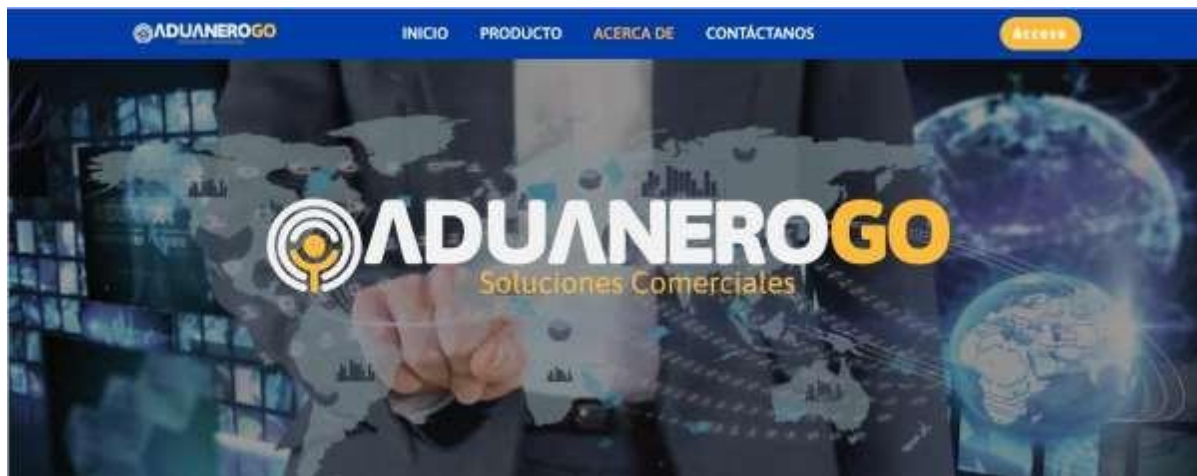 ADUANEROGO
INICIO PRODUCTO ACERCA DE CONTÁCTANOS
Acceso
ADUANEROGO
Soluciones Comerciales